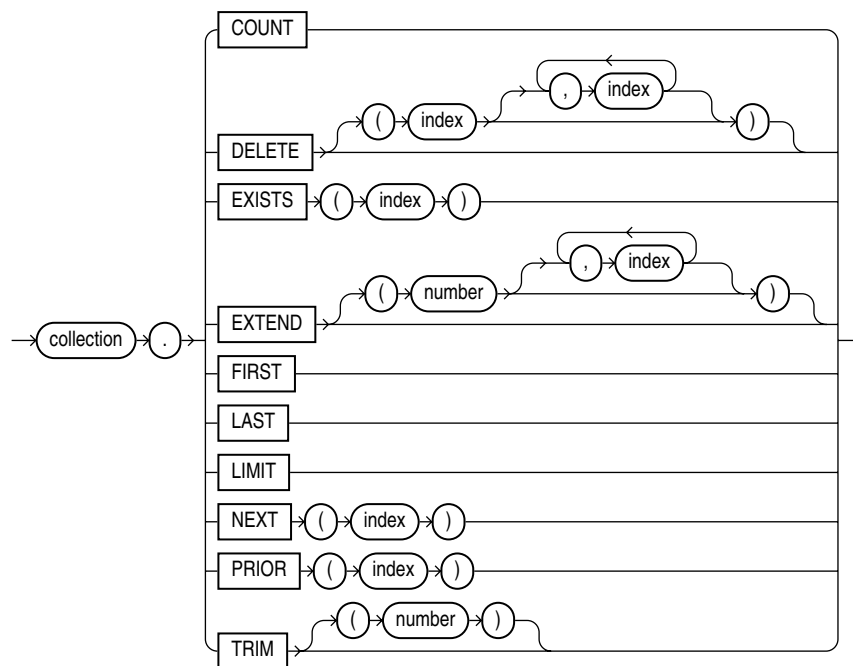 COUNT
, index
( index )
DELETE
EXISTS ( index )
, index
( number )
EXTEND
collection .
FIRST
LAST
LIMIT
NEXT ( index )
PRIOR ( index )
( number )
TRIM